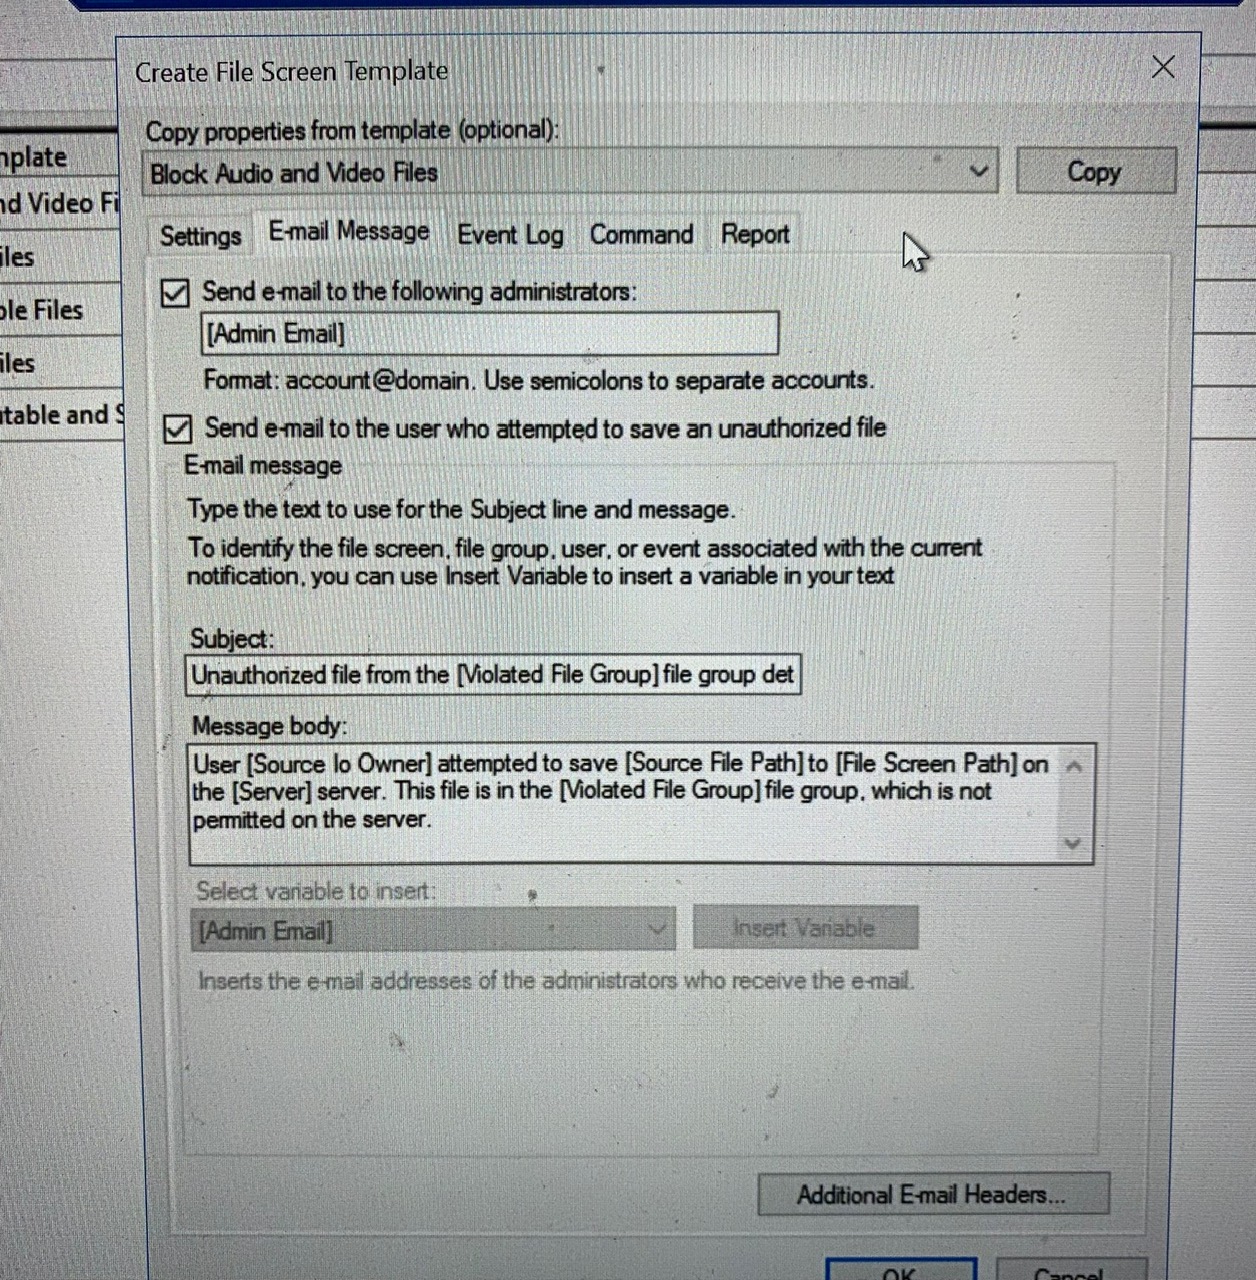 Create File Screen Template
Copy properties from template (optional):
Block Audio and Video Files
Copy
Settings
E-mail Message
Event Log
Command
Report
Send e-mail to the following administrators:
[Admin Email]
Format: account@domain. Use semicolons to separate accounts.
Send e-mail to the user who attempted to save an unauthorized file
E-mail message
Type the text to use for the Subject line and message.
To identify the file screen, file group, user, or event associated with the current
notification, you can use Insert Variable to insert a variable in your text
Subject:
Unauthorized file from the [Violated File Group] file group det
Message body:
User [Source Io Owner] attempted to save [Source File Path] to [File Screen Path] on
the [Server] server. This file is in the [Violated File Group] file group, which is not
permitted on the server.
Select variable to insert:
[Admin Email]
Insert Variable
Inserts the e-mail addresses of the administrators who receive the e-mail.
Additional E-mail Headers...
OK
Cancel
mplate
nd Video Fi
iles
ble Files
iles
utable and S